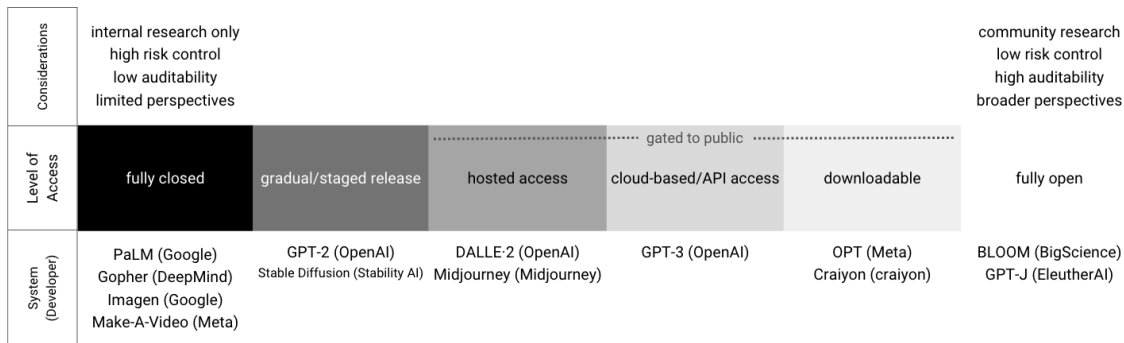 Considerations
internal research only
high risk control
low auditability
limited perspectives
community research
low risk control
high auditability
broader perspectives
Level of
Access
gated to public
fully closed
gradual/staged release
hosted access
cloud-based/API access
downloadable
fully open
System
(Developer)
PaLM (Google)
Gopher (DeepMind)
Imagen (Google)
Make-A-Video (Meta)
GPT-2 (OpenAI)
Stable Diffusion (Stability AI)
DALLE·2 (OpenAI)
Midjourney (Midjourney)
GPT-3 (OpenAI)
OPT (Meta)
Craiyon (craiyon)
BLOOM (BigScience)
GPT-J (EleutherAI)